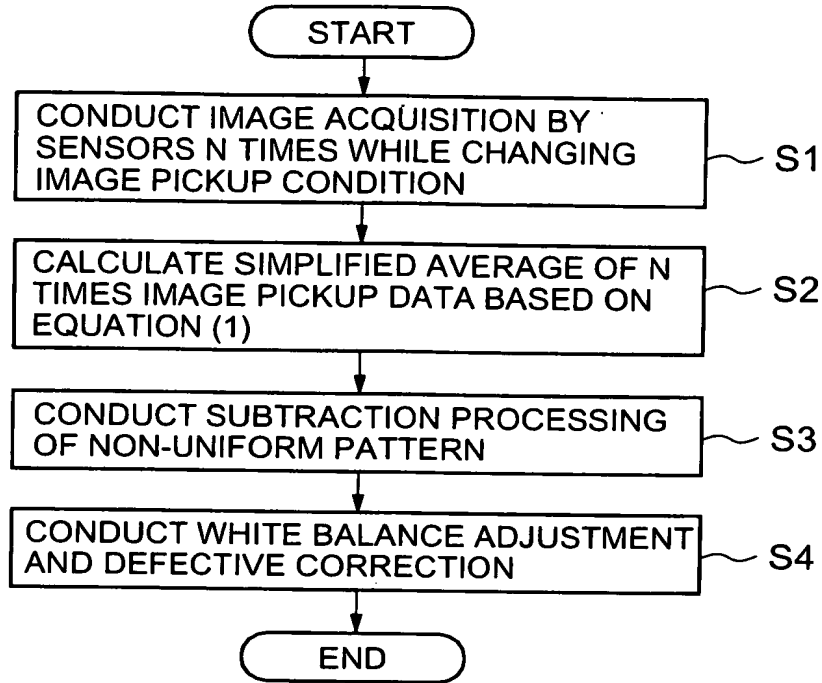 START
CONDUCT IMAGE ACQUISITION BY
SENSORS N TIMES WHILE CHANGING
IMAGE PICKUP CONDITION
S1
CALCULATE SIMPLIFIED AVERAGE OF N
TIMES IMAGE PICKUP DATA BASED ON
EQUATION (1)
S2
CONDUCT SUBTRACTION PROCESSING
OF NON-UNIFORM PATTERN
S3
CONDUCT WHITE BALANCE ADJUSTMENT
AND DEFECTIVE CORRECTION
S4
END